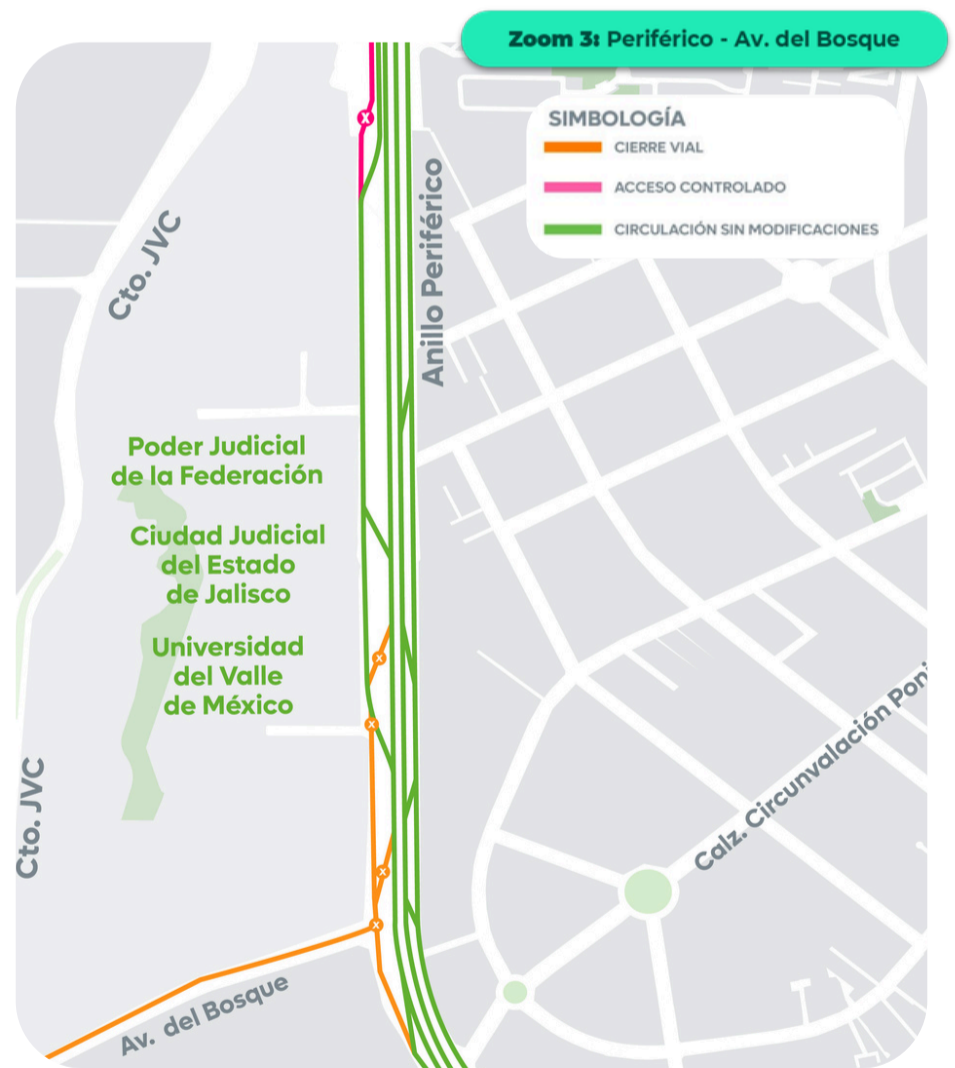 Zoom 3: Periférico - Av. del Bosque
SIMBOLOGÍA
CIERRE VIAL
ACCESO CONTROLADO
CIRCULACIÓN SIN MODIFICACIONES
x
Anillo Periférico
Cto. JVC
Poder Judicial
de la Federación
Ciudad Judicial
del Estado
de Jalisco
Universidad
del Valle
de México
x
x
Calz. Circunvalación
Cto. JVC
x
x
Av. del Bosque